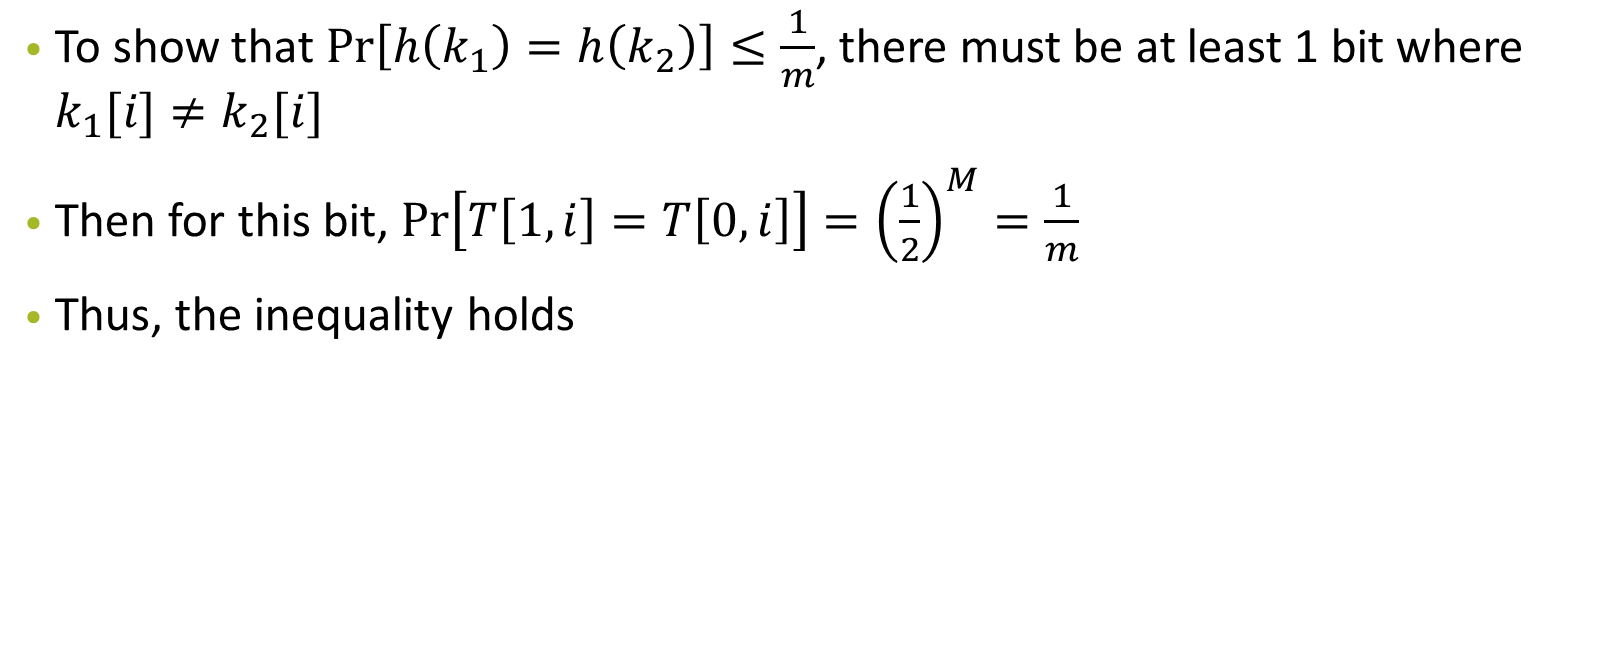 • To show that Pr[h(k₁) = h(k₂)] ≤ 1/m, there must be at least 1 bit where
k₁[i] ≠ k₂[i]
• Then for this bit, Pr[T[1, i] = T[0, i]] = (1/2)^M = 1/m
• Thus, the inequality holds